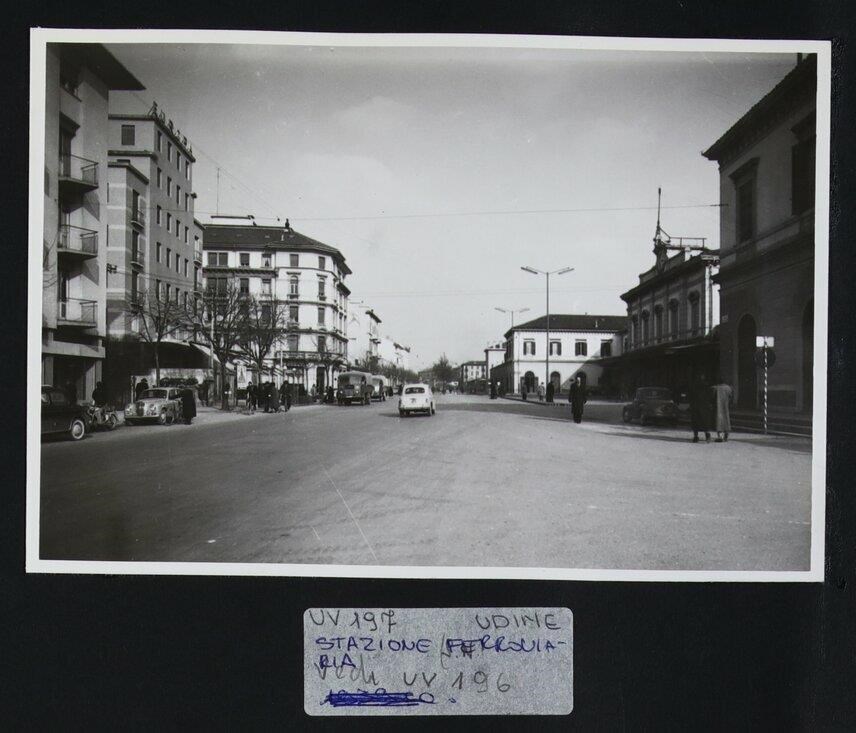 UV 197 UDINE
STAZIONE FERROVIA-
RIA
Vedi UV 196